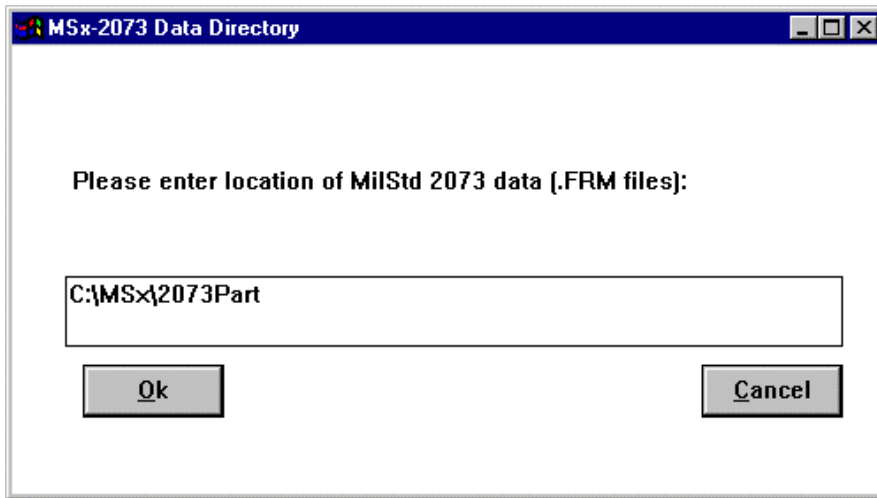 MSx-2073 Data Directory
Please enter location of MilStd 2073 data (.FRM files):
C:\MSx\2073Part
Ok
Cancel